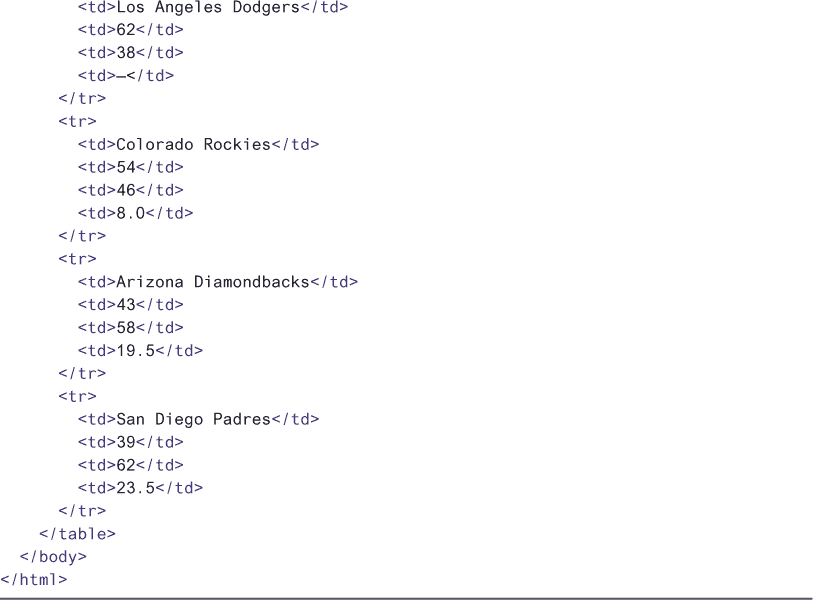 <td>Los Angeles Dodgers</td>
<td>62</td>
<td>38</td>
<td>—</td>
</tr>
<tr>
<td>Colorado Rockies</td>
<td>54</td>
<td>46</td>
<td>8.0</td>
</tr>
<tr>
<td>Arizona Diamondbacks</td>
<td>43</td>
<td>58</td>
<td>19.5</td>
</tr>
<tr>
<td>San Diego Padres</td>
<td>39</td>
<td>62</td>
<td>23.5</td>
</tr>
</table>
</body>
</html>